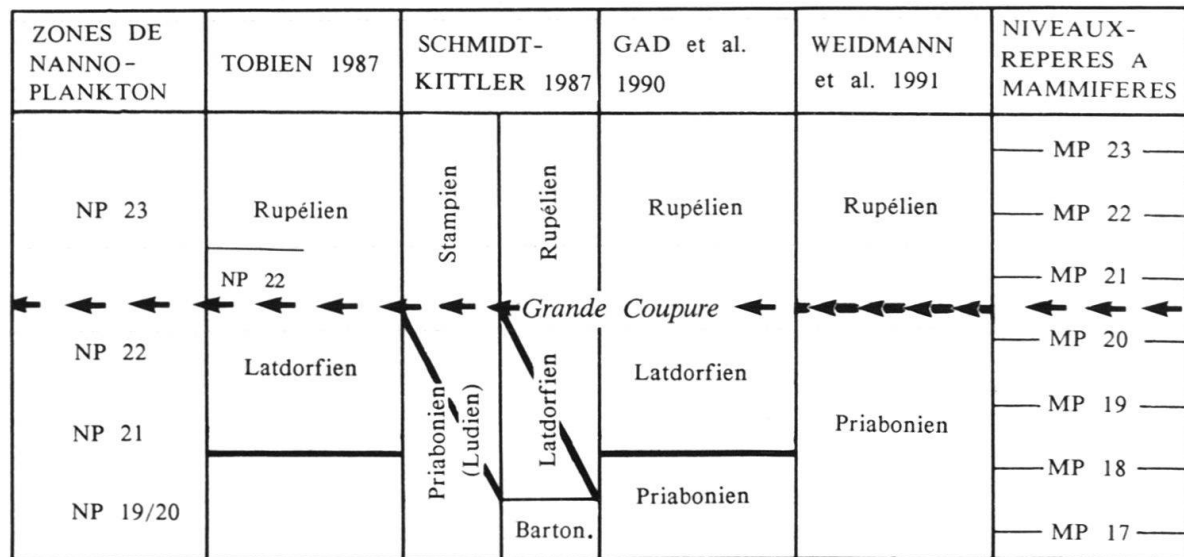 ZONES DE
NANNO-
PLANKTON
TOBIEN 1987
SCHMIDT-
KITTLER 1987
GAD et al.
1990
WEIDMANN
et al. 1991
NIVEAUX-
REPERES A
MAMMIFERES
NP 23
NP 22
NP 21
NP 19/20
Rupélien
NP 22
Latdorfien
Stampien
Priabonien
(Ludien)
Rupélien
Latdorfien
Barton.
Grande Coupure
Rupélien
Latdorfien
Priabonien
Rupélien
Priabonien
MP 23
MP 22
MP 21
MP 20
MP 19
MP 18
MP 17